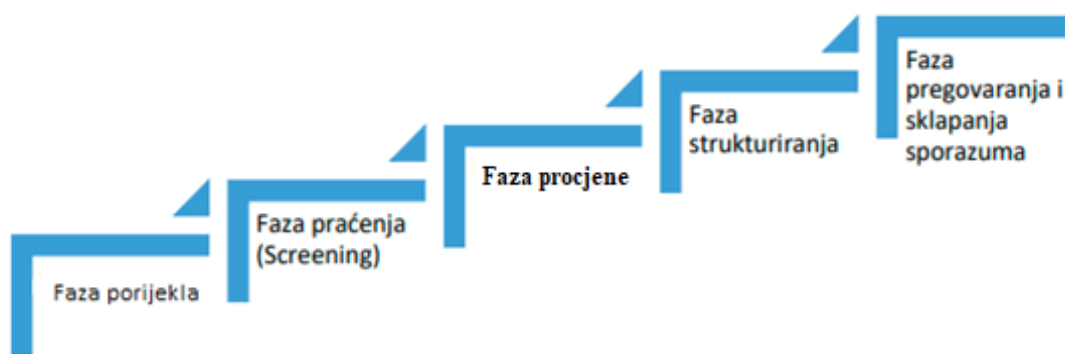 Faza porijekla
Faza praćenja
(Screening)
Faza procjene
Faza
strukturiranja
Faza
pregovaranja i
sklapanja
sporazuma